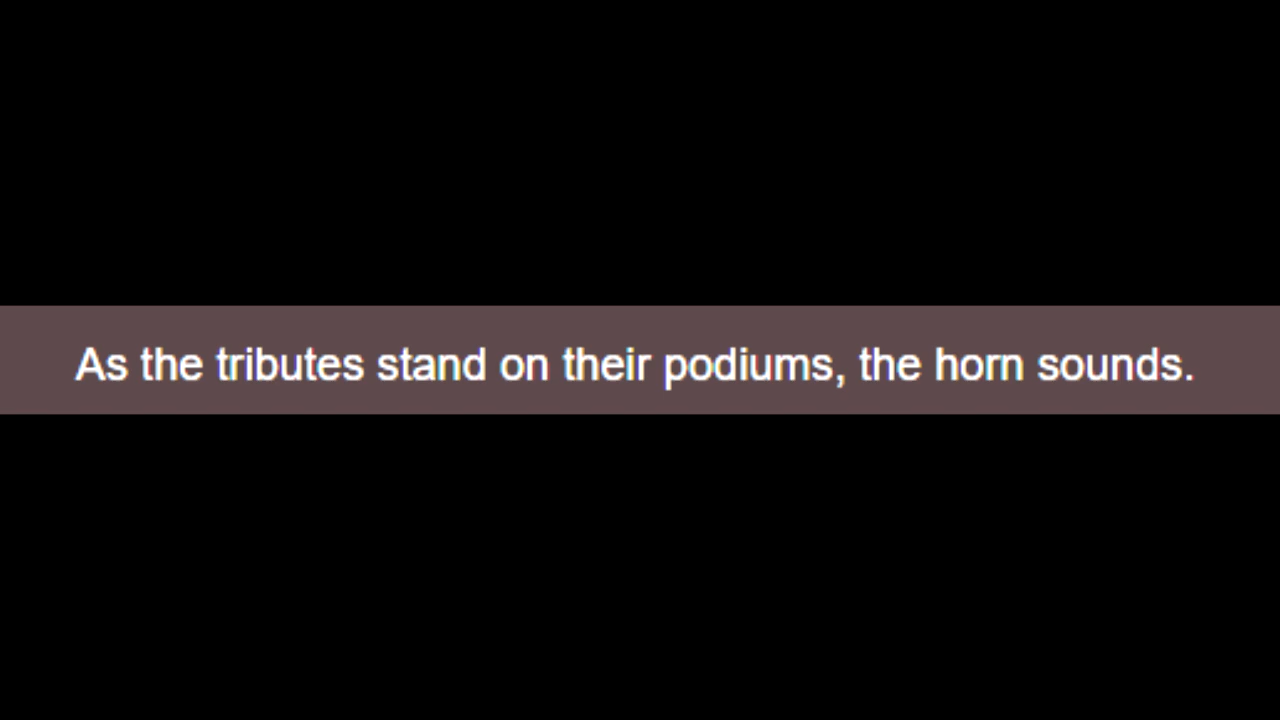 As the tributes stand on their podiums, the horn sounds.